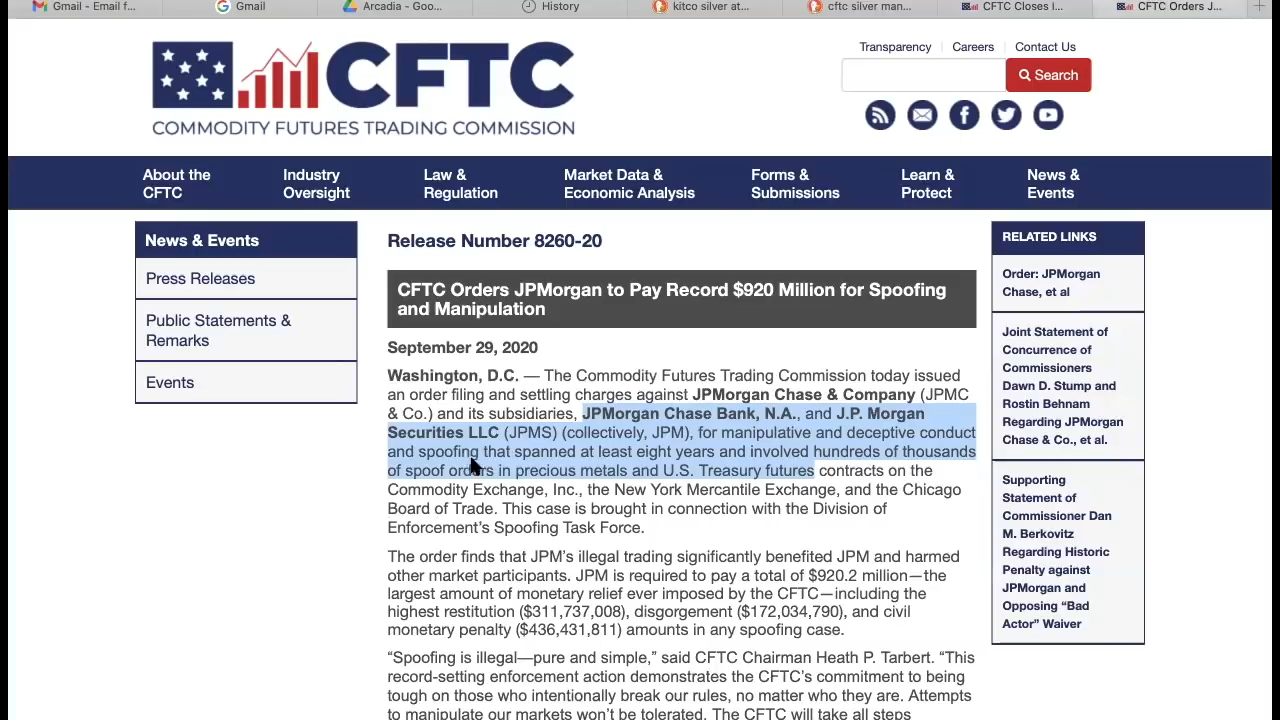 Gmail - Email f...
Gmail
Arcadia - Goo...
History
kitco silver at...
cftc silver man...
CFTC Closes I...
CFTC Orders J...
CFTC
COMMODITY FUTURES TRADING COMMISSION
Transparency
Careers
Contact Us
Search
About the
CFTC
Industry
Oversight
Law &
Regulation
Market Data &
Economic Analysis
Forms &
Submissions
Learn &
Protect
News &
Events
News & Events
Press Releases
Public Statements &
Remarks
Events
Release Number 8260-20
CFTC Orders JPMorgan to Pay Record $920 Million for Spoofing
and Manipulation
September 29, 2020
Washington, D.C. — The Commodity Futures Trading Commission today issued
an order filing and settling charges against JPMorgan Chase & Company (JPMC
& Co.) and its subsidiaries, JPMorgan Chase Bank, N.A., and J.P. Morgan
Securities LLC (JPMS) (collectively, JPM), for manipulative and deceptive conduct
and spoofing that spanned at least eight years and involved hundreds of thousands
of spoof orders in precious metals and U.S. Treasury futures contracts on the
Commodity Exchange, Inc., the New York Mercantile Exchange, and the Chicago
Board of Trade. This case is brought in connection with the Division of
Enforcement's Spoofing Task Force.
The order finds that JPM's illegal trading significantly benefited JPM and harmed
other market participants. JPM is required to pay a total of $920.2 million—the
largest amount of monetary relief ever imposed by the CFTC—including the
highest restitution ($311,737,008), disgorgement ($172,034,790), and civil
monetary penalty ($436,431,811) amounts in any spoofing case.
“Spoofing is illegal—pure and simple,” said CFTC Chairman Heath P. Tarbert. “This
record-setting enforcement action demonstrates the CFTC's commitment to being
tough on those who intentionally break our rules, no matter who they are. Attempts
to manipulate our markets won't be tolerated. The CFTC will take all steps
RELATED LINKS
Order: JPMorgan
Chase, et al
Joint Statement of
Concurrence of
Commissioners
Dawn D. Stump and
Rostin Behnam
Regarding JPMorgan
Chase & Co., et al.
Supporting
Statement of
Commissioner Dan
M. Berkovitz
Regarding Historic
Penalty against
JPMorgan and
Opposing “Bad
Actor” Waiver